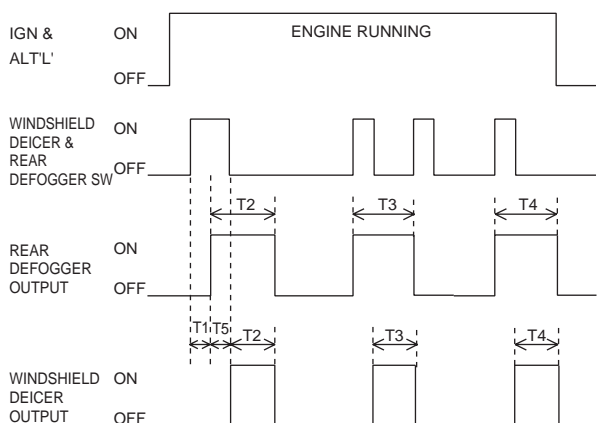 IGN & ON ENGINE RUNNING
ALT'L'
OFF
WINDSHIELD ON
DEICER &
REAR OFF
DEFOGGER SW
T2 T3 T4
REAR ON
DEFOGGER
OUTPUT OFF
T1 T5 T2 T3 T4
WINDSHIELD ON
DEICER
OUTPUT OFF